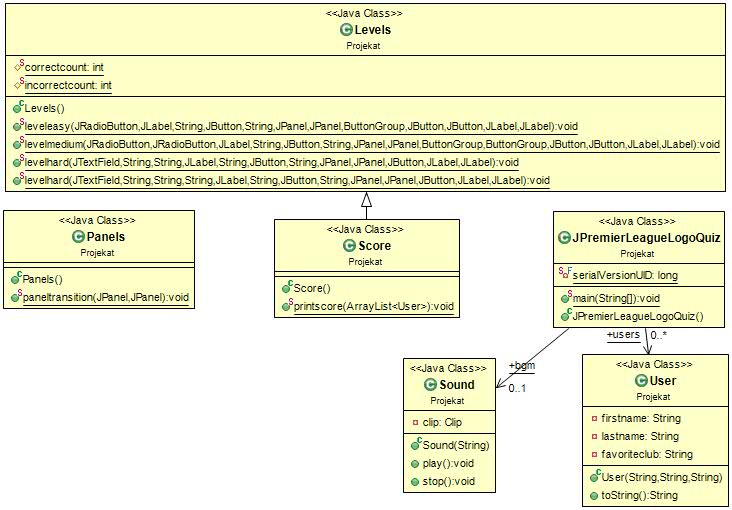 <<Java Class>>
Levels
Projekat
correctcount: int
incorrectcount: int
Levels()
leveleasy(JRadioButton,JLabel,String,JButton,String,JPanel,JPanel,ButtonGroup,JButton,JButton,JLabel,JLabel):void
levelmedium(JRadioButton,JRadioButton,JLabel,String,JButton,String,JPanel,JPanel,ButtonGroup,ButtonGroup,JButton,JButton,JLabel,JLabel):void
levelhard(JTextField,String,String,JLabel,String,JButton,String,JPanel,JPanel,JButton,JLabel,JLabel):void
levelhard(JTextField,String,String,String,JLabel,String,JButton,String,JPanel,JPanel,JButton,JLabel,JLabel):void
<<Java Class>>
Panels
Projekat
Panels()
paneltransition(JPanel,JPanel):void
<<Java Class>>
Score
Projekat
Score()
printscore(ArrayList<User>):void
<<Java Class>>
JPremierLeagueLogoQuiz
Projekat
serialVersionUID: long
main(String[]):void
JPremierLeagueLogoQuiz()
+users
0..*
+bgm
0..1
<<Java Class>>
Sound
Projekat
clip: Clip
Sound(String)
play():void
stop():void
<<Java Class>>
User
Projekat
firstname: String
lastname: String
favoriteclub: String
User(String,String,String)
toString():String